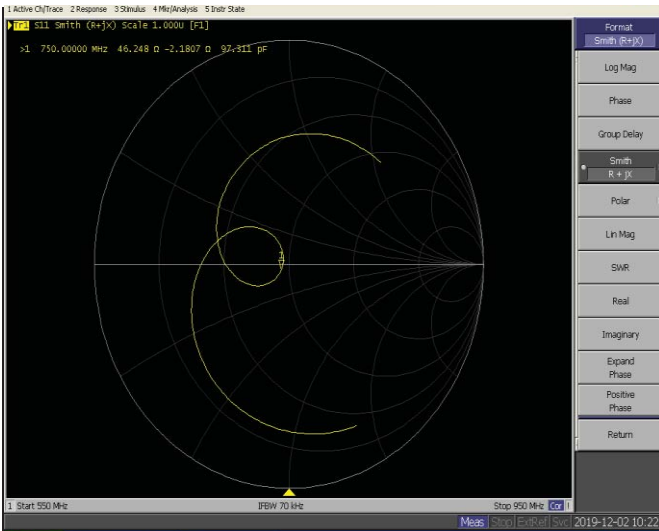 1 Active Ch/Trace 2 Response 3 Stimulus 4 Mkr/Analysis 5 Instr State
Tr1 S11 Smith (R+jX) Scale 1.000U [F1]
>1 750.00000 MHz 46.248 Ω -2.1807 Ω 97.311 pF
1
Format
Smith (R+jX)
Log Mag
Phase
Group Delay
Smith
R + jX
Polar
Lin Mag
SWR
Real
Imaginary
Expand
Phase
Positive
Phase
Return
1 Start 550 MHz IFBW 70 kHz Stop 950 MHz Cor !
Meas Stop ExtRef Svc 2019-12-02 10:22